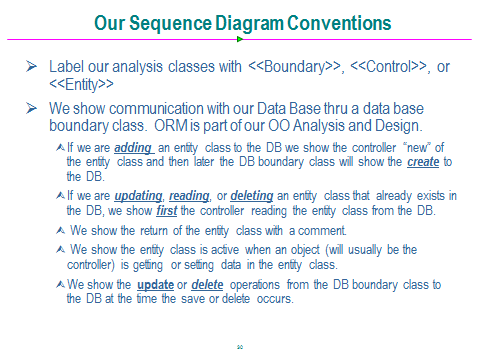 Our Sequence Diagram Conventions
Label our analysis classes with <<Boundary>>, <<Control>>, or
<<Entity>>
We show communication with our Data Base thru a data base
boundary class. ORM is part of our OO Analysis and Design.
If we are adding an entity class to the DB we show the controller "new" of
the entity class and then later the DB boundary class will show the create to
the DB.
If we are updating, reading, or deleting an entity class that already exists in
the DB, we show first the controller reading the entity class from the DB.
We show the return of the entity class with a comment.
We show the entity class is active when an object (will usually be the
controller) is getting or setting data in the entity class.
We show the update or delete operations from the DB boundary class to
the DB at the time the save or delete occurs.